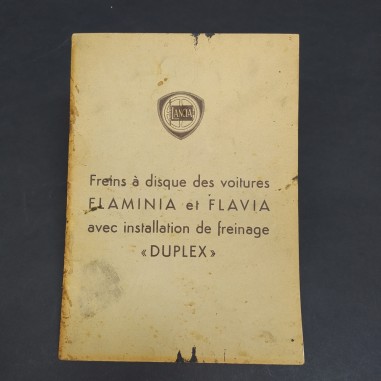 LANCIA
Freins à disque des voitures
FLAMINIA et FLAVIA
avec installation de freinage
«DUPLEX»